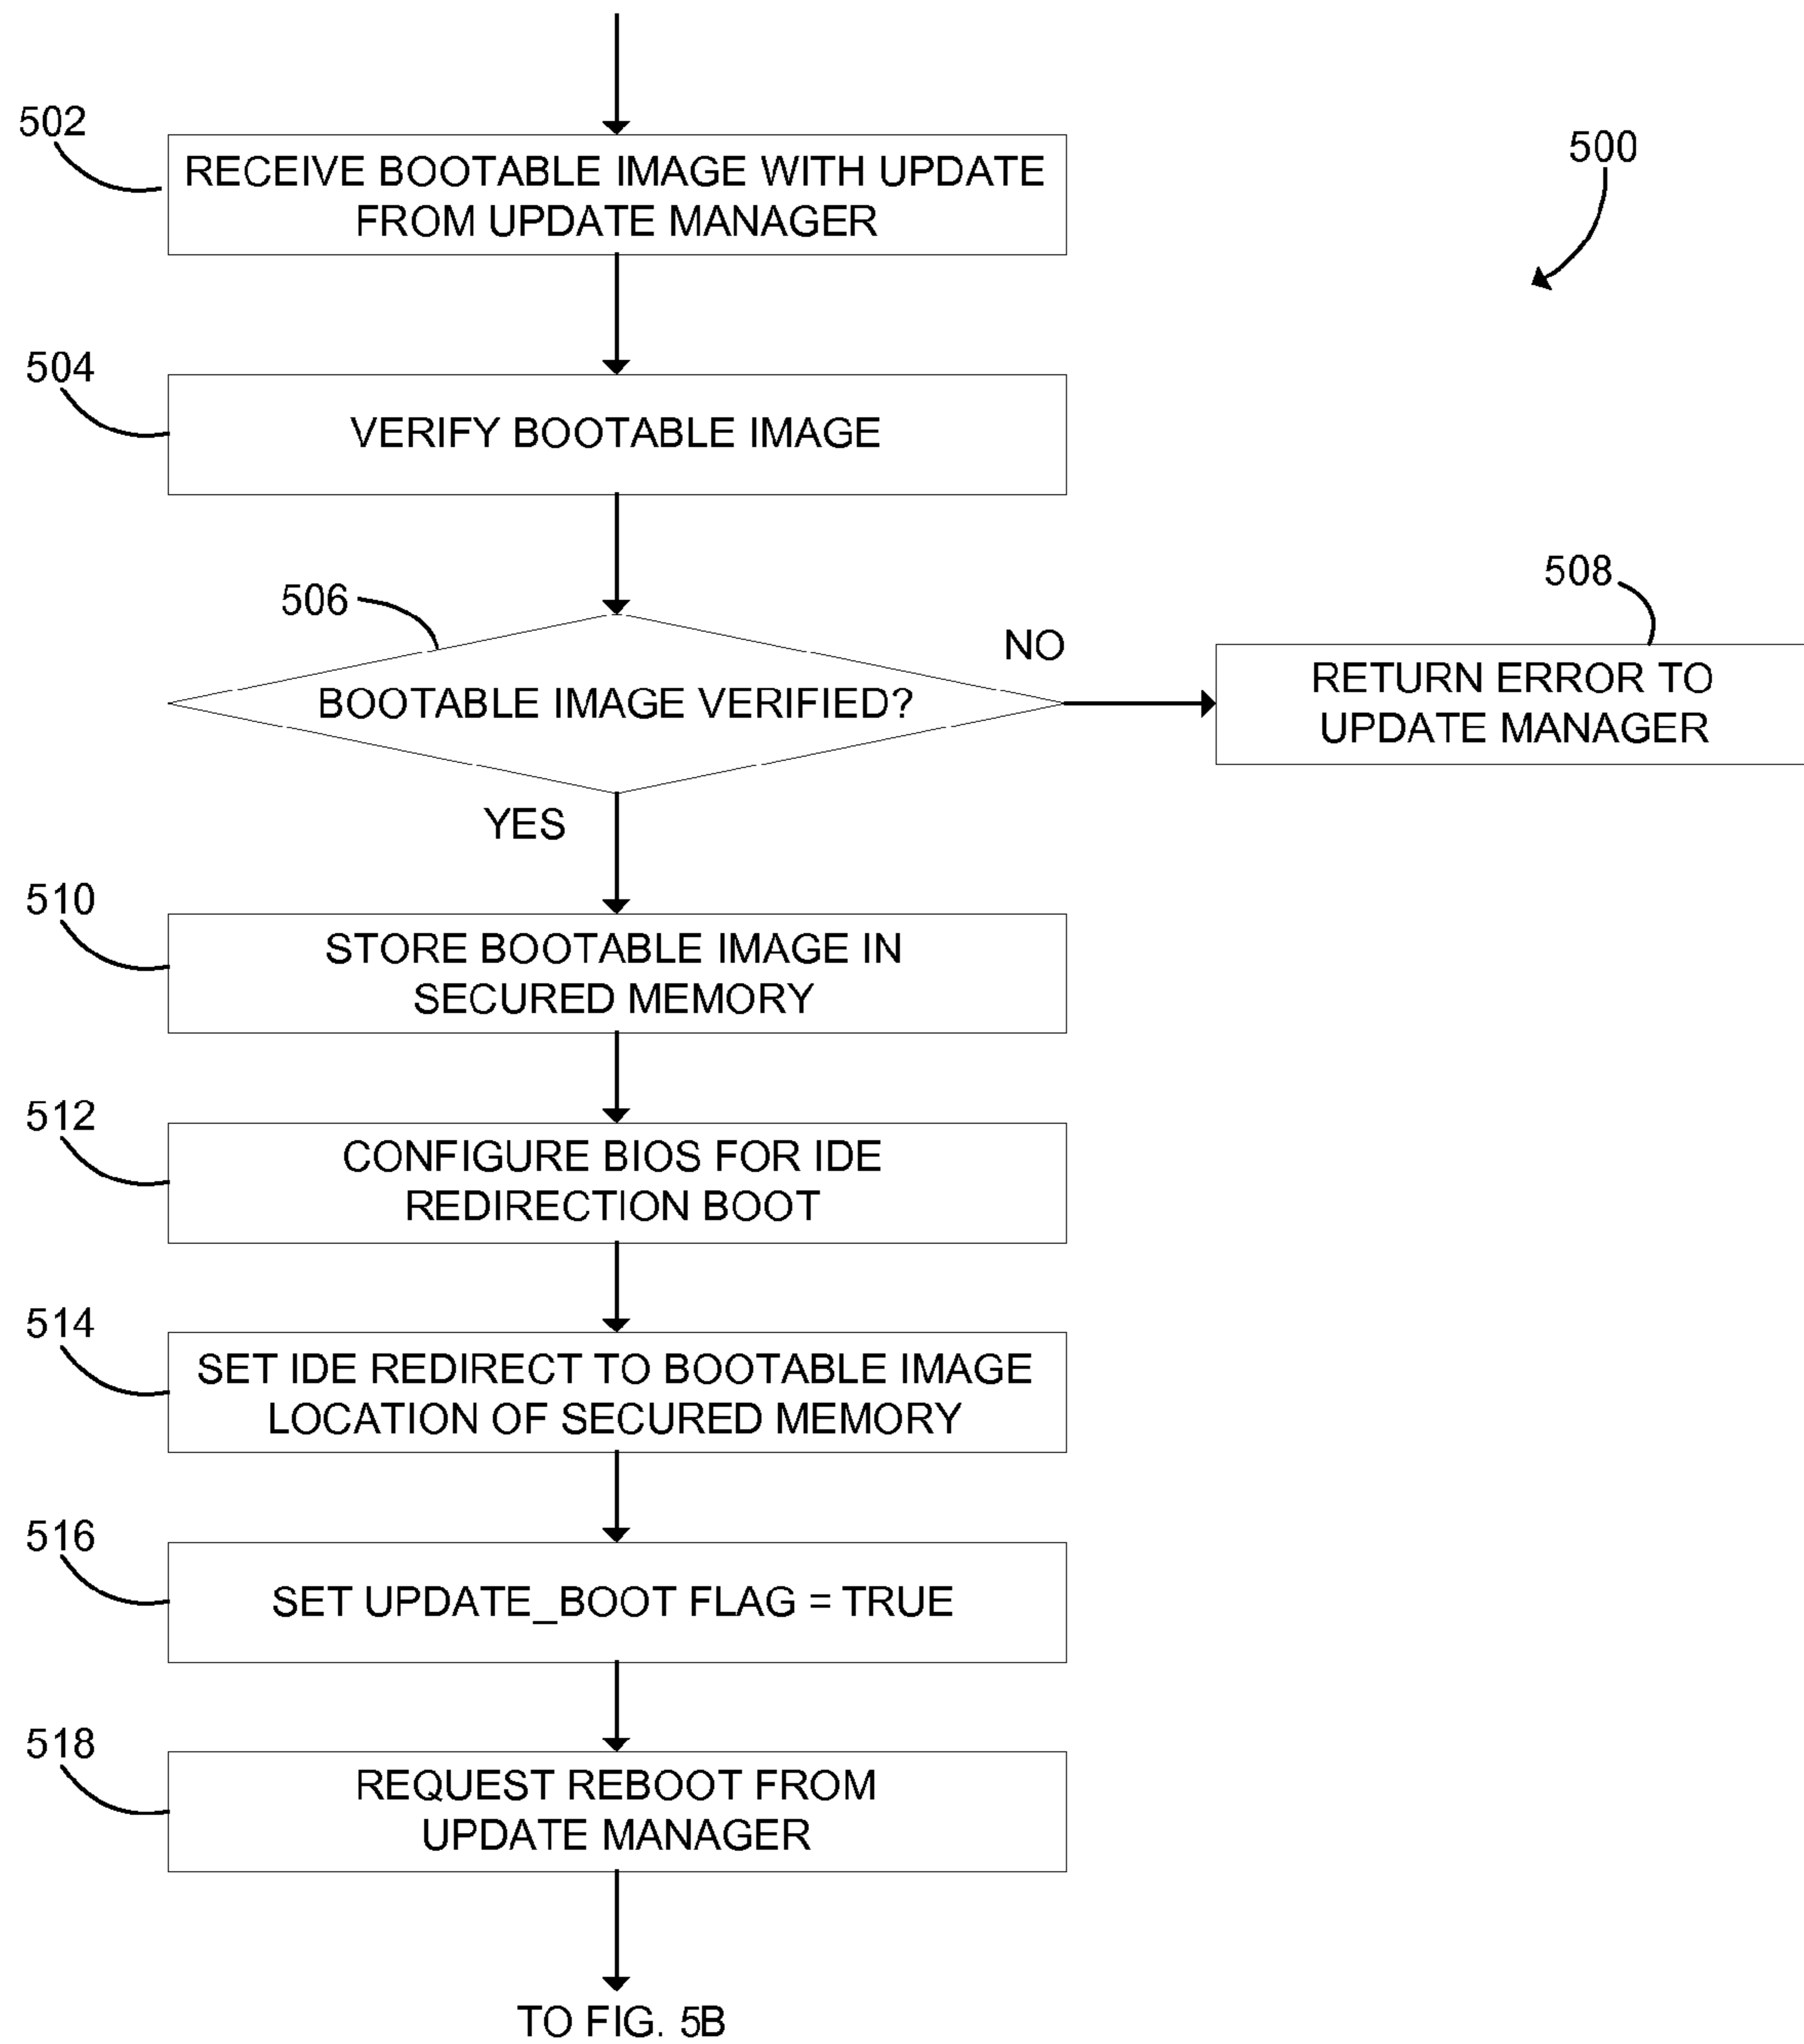 502
RECEIVE BOOTABLE IMAGE WITH UPDATE
FROM UPDATE MANAGER
500
504
VERIFY BOOTABLE IMAGE
506
BOOTABLE IMAGE VERIFIED?
NO
508
RETURN ERROR TO
UPDATE MANAGER
YES
510
STORE BOOTABLE IMAGE IN
SECURED MEMORY
512
CONFIGURE BIOS FOR IDE
REDIRECTION BOOT
514
SET IDE REDIRECT TO BOOTABLE IMAGE
LOCATION OF SECURED MEMORY
516
SET UPDATE_BOOT FLAG = TRUE
518
REQUEST REBOOT FROM
UPDATE MANAGER
TO FIG. 5B